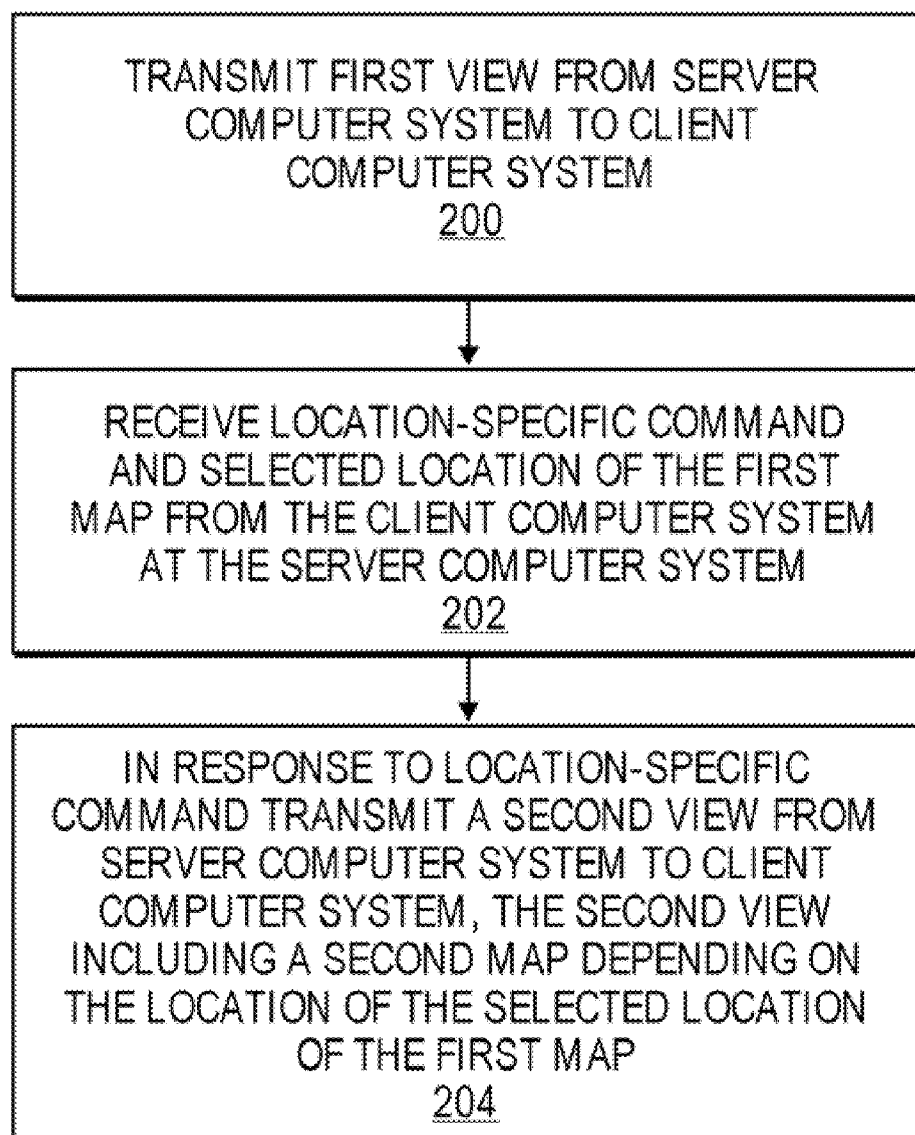 TRANSMIT FIRST VIEW FROM SERVER
COMPUTER SYSTEM TO CLIENT
COMPUTER SYSTEM
200
RECEIVE LOCATION-SPECIFIC COMMAND
AND SELECTED LOCATION OF THE FIRST
MAP FROM THE CLIENT COMPUTER SYSTEM
AT THE SERVER COMPUTER SYSTEM
202
IN RESPONSE TO LOCATION-SPECIFIC
COMMAND TRANSMIT A SECOND VIEW FROM
SERVER COMPUTER SYSTEM TO CLIENT
COMPUTER SYSTEM, THE SECOND VIEW
INCLUDING A SECOND MAP DEPENDING ON
THE LOCATION OF THE SELECTED LOCATION
OF THE FIRST MAP
204